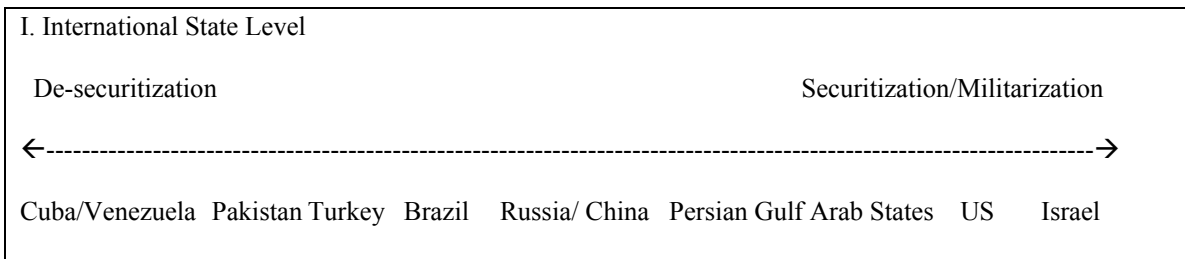 I. International State Level
De-securitization Securitization/Militarization
←----------------------------------------------------------------------------------------------------------------------→
Cuba/Venezuela Pakistan Turkey Brazil Russia/ China Persian Gulf Arab States US Israel